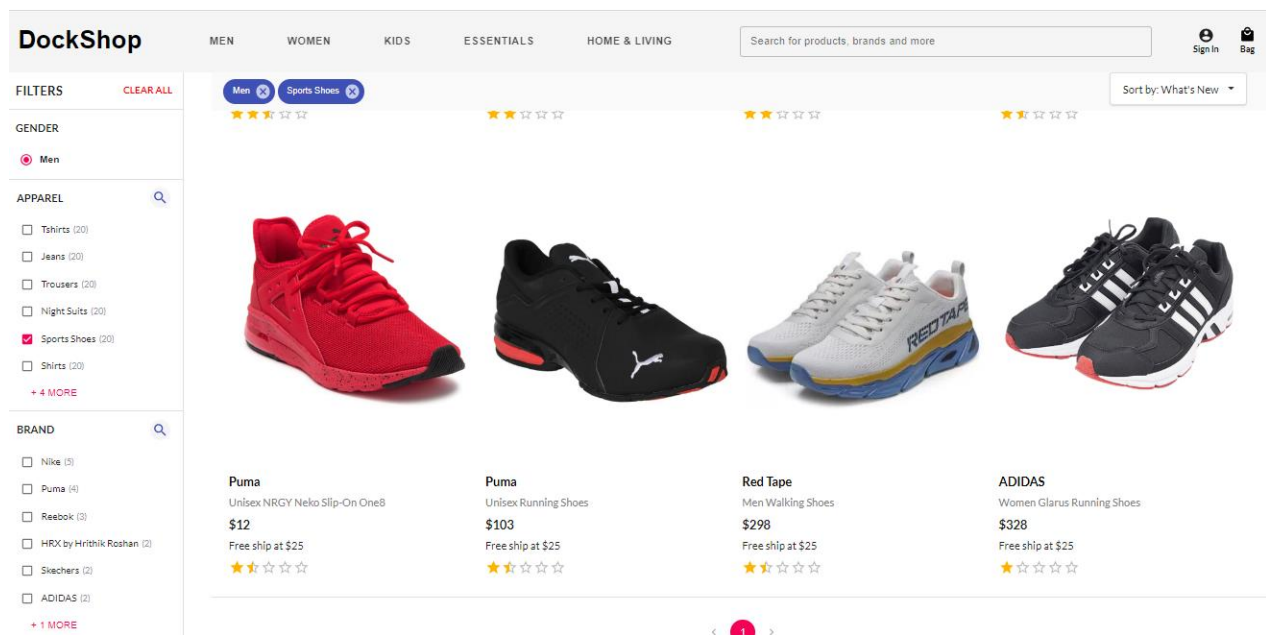 DockShop
MEN WOMEN KIDS ESSENTIALS HOME & LIVING
Search for products, brands and more
Sign In
Bag
FILTERS CLEAR ALL
Men
Sports Shoes
Sort by: What's New
GENDER
Men
APPAREL
Tshirts (20)
Jeans (20)
Trousers (20)
Night Suits (20)
Sports Shoes (20)
Shirts (20)
+ 4 MORE
BRAND
Nike (5)
Puma (4)
Reebok (3)
HRX by Hrithik Roshan (2)
Skechers (2)
ADIDAS (2)
+ 1 MORE
REDTAPE
Puma
Unisex NRGY Neko Slip-On One8
$12
Free ship at $25
Puma
Unisex Running Shoes
$103
Free ship at $25
Red Tape
Men Walking Shoes
$298
Free ship at $25
ADIDAS
Women Glarus Running Shoes
$328
Free ship at $25
1